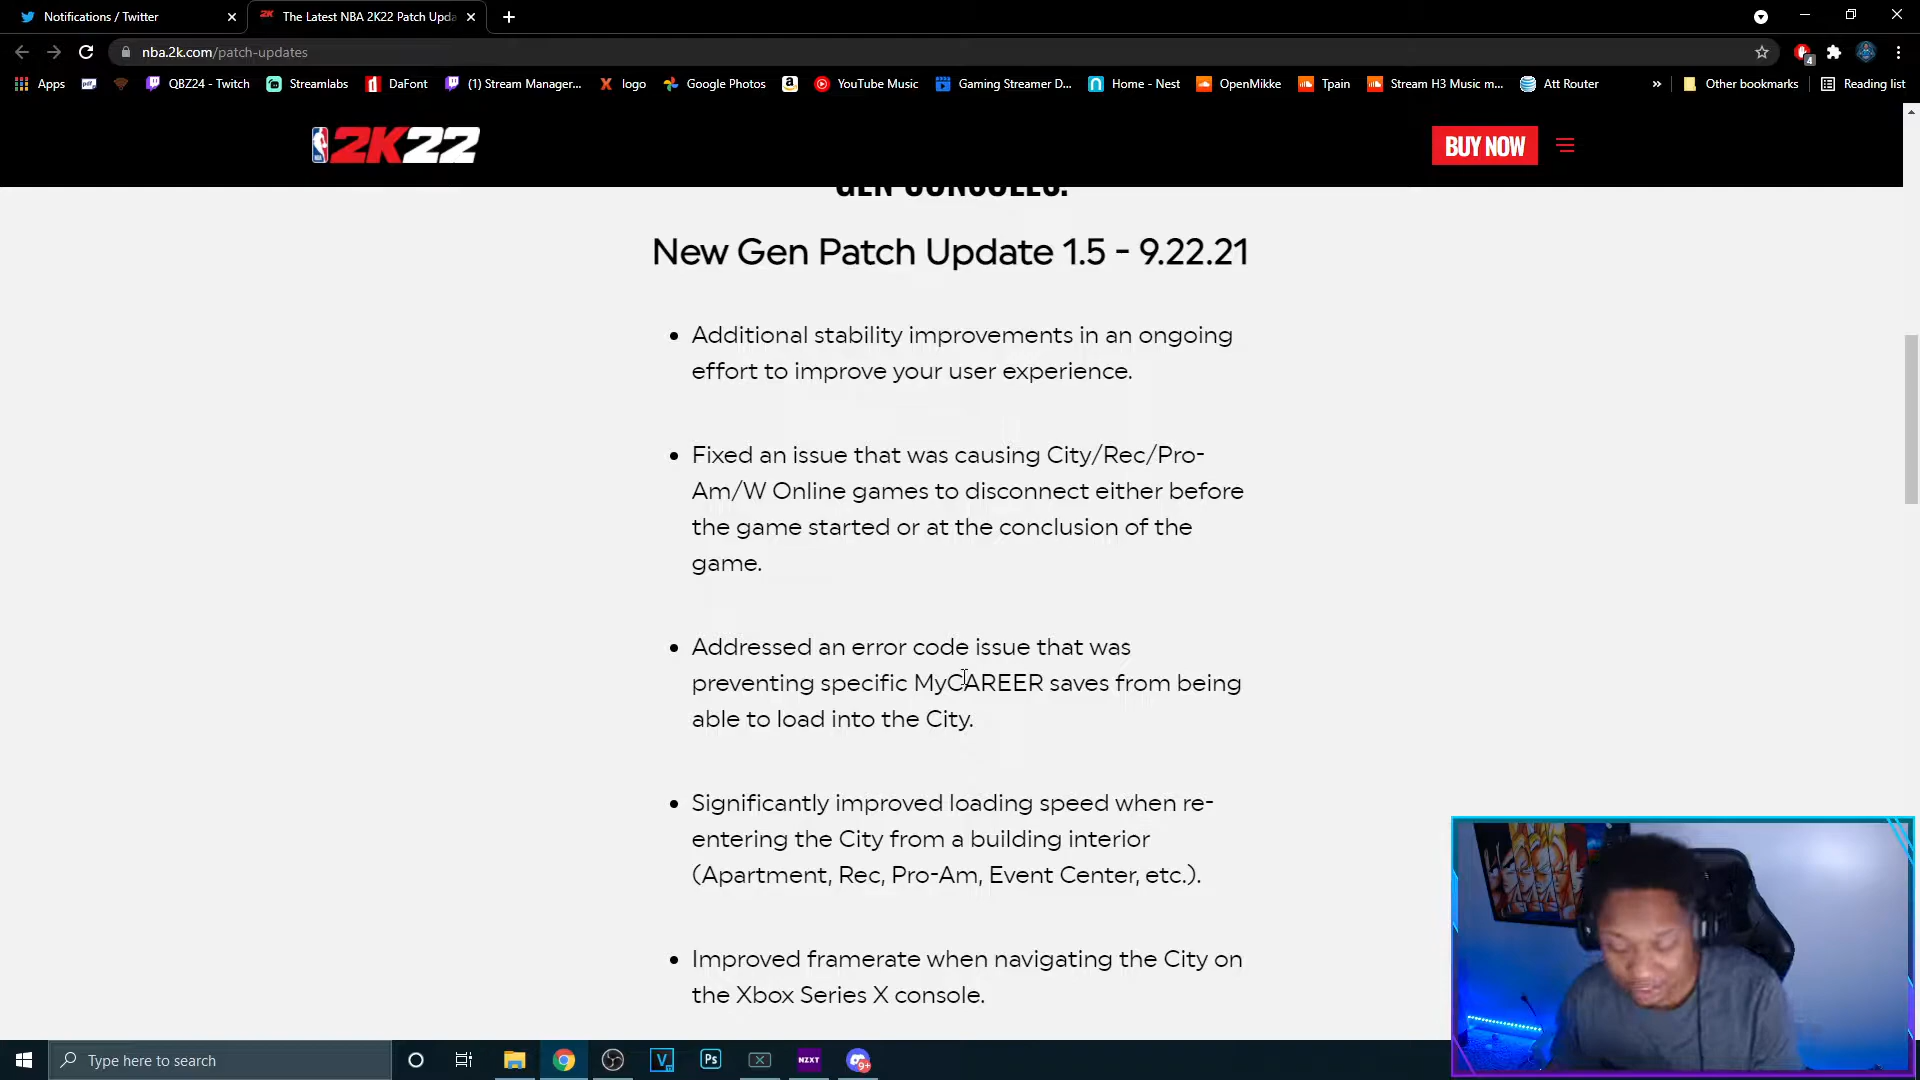 Notifications / Twitter
The Latest NBA 2K22 Patch Upda
nba.2k.com/patch-updates
4
Apps
QBZ24 - Twitch
Streamlabs
DaFont
(1) Stream Manager...
logo
Google Photos
YouTube Music
Gaming Streamer D...
Home - Nest
OpenMikke
Tpain
Stream H3 Music m...
Att Router
»
Other bookmarks
Reading list
2K22
BUY NOW
GEN CONSOLES.
New Gen Patch Update 1.5 - 9.22.21
• Additional stability improvements in an ongoing
effort to improve your user experience.
• Fixed an issue that was causing City/Rec/Pro-
Am/W Online games to disconnect either before
the game started or at the conclusion of the
game.
• Addressed an error code issue that was
preventing specific MyCAREER saves from being
able to load into the City.
• Significantly improved loading speed when re-
entering the City from a building interior
(Apartment, Rec, Pro-Am, Event Center, etc.).
• Improved framerate when navigating the City on
the Xbox Series X console.
Type here to search
V
Ps
NZXT
9+